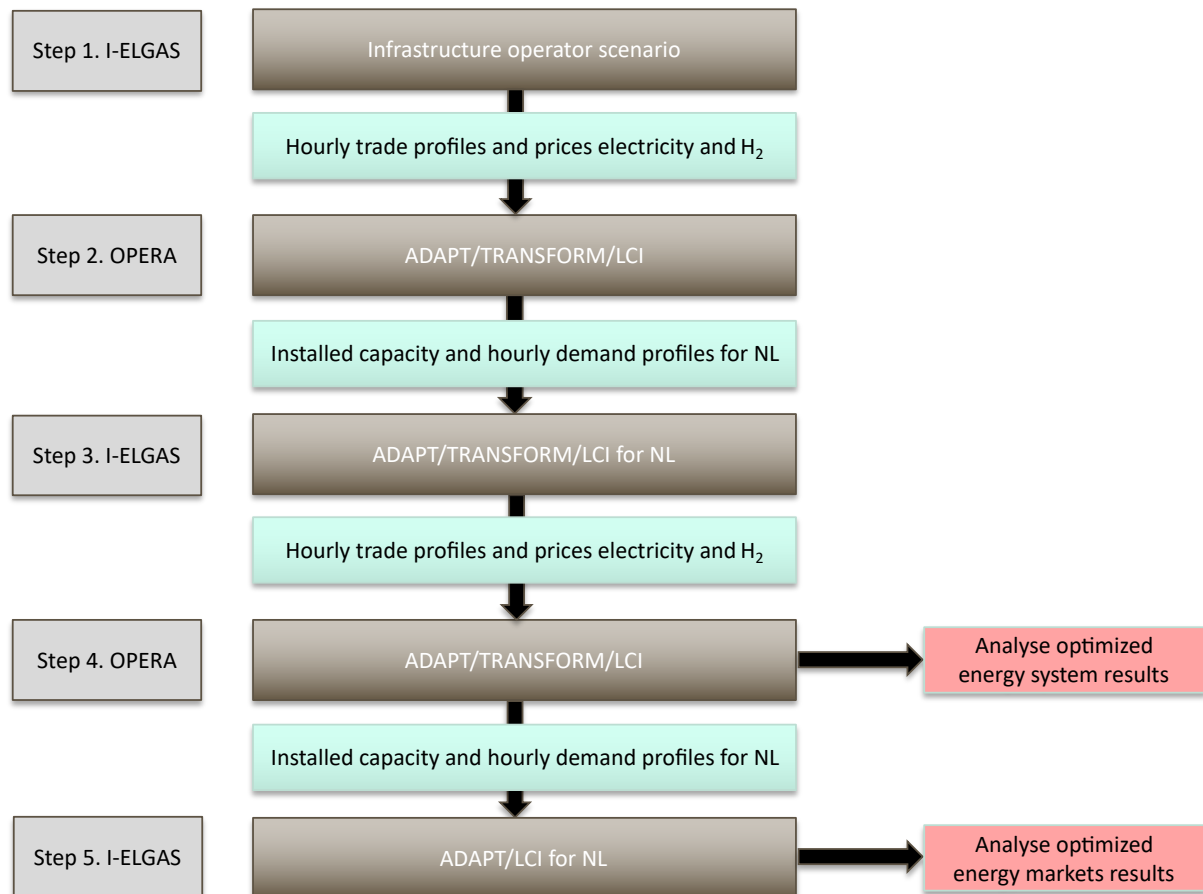 Step 1. I-ELGAS
Infrastructure operator scenario
Hourly trade profiles and prices electricity and H₂
Step 2. OPERA
ADAPT/TRANSFORM/LCI
Installed capacity and hourly demand profiles for NL
Step 3. I-ELGAS
ADAPT/TRANSFORM/LCI for NL
Hourly trade profiles and prices electricity and H₂
Step 4. OPERA
ADAPT/TRANSFORM/LCI
Analyse optimized
energy system results
Installed capacity and hourly demand profiles for NL
Step 5. I-ELGAS
ADAPT/LCI for NL
Analyse optimized
energy markets results